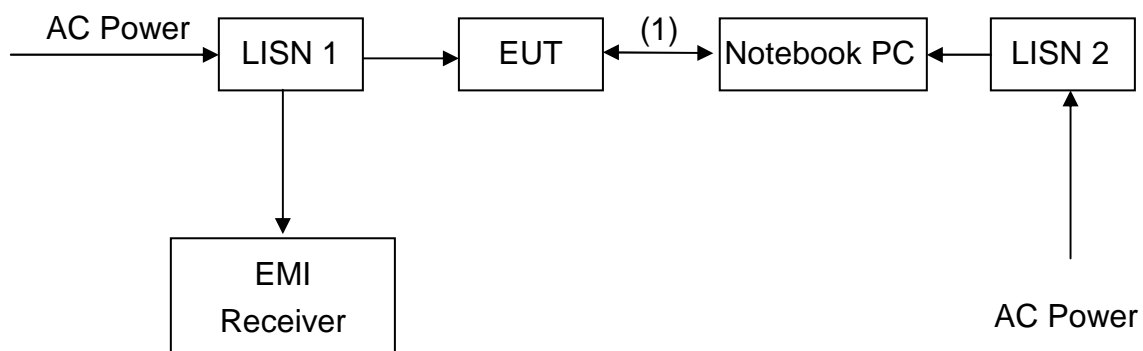 AC Power
LISN 1
EUT
(1)
Notebook PC
LISN 2
EMI
Receiver
AC Power